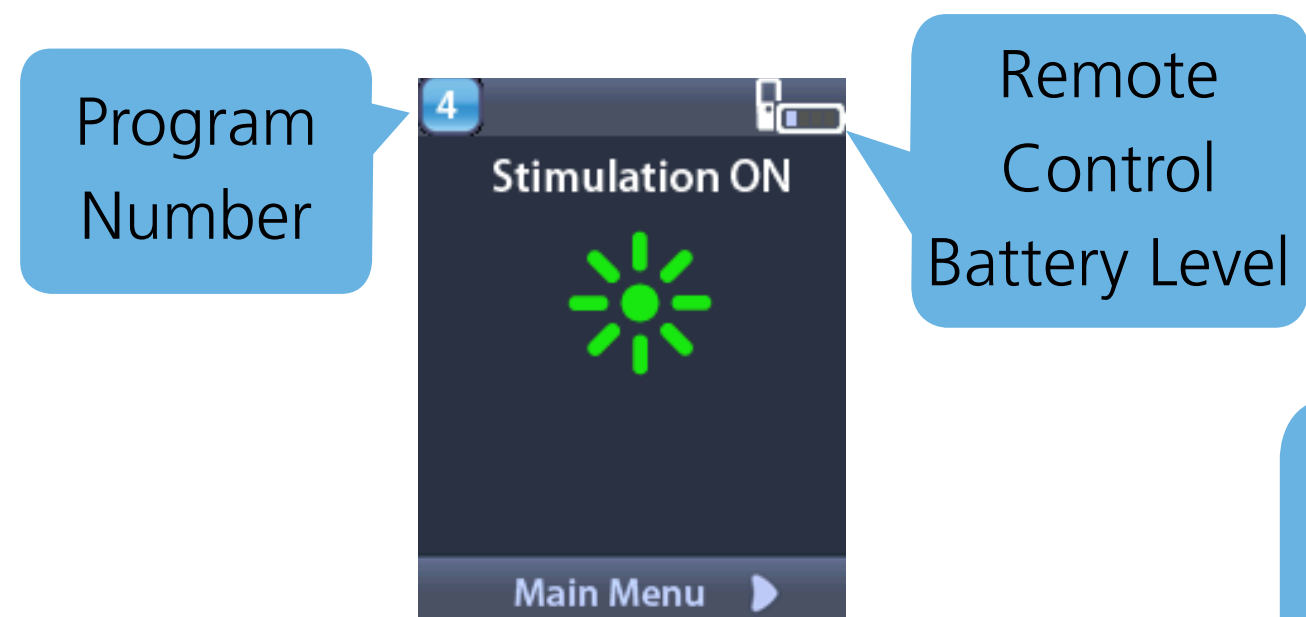 Program
Number
4
Stimulation ON
Main Menu
Remote
Control
Battery Level